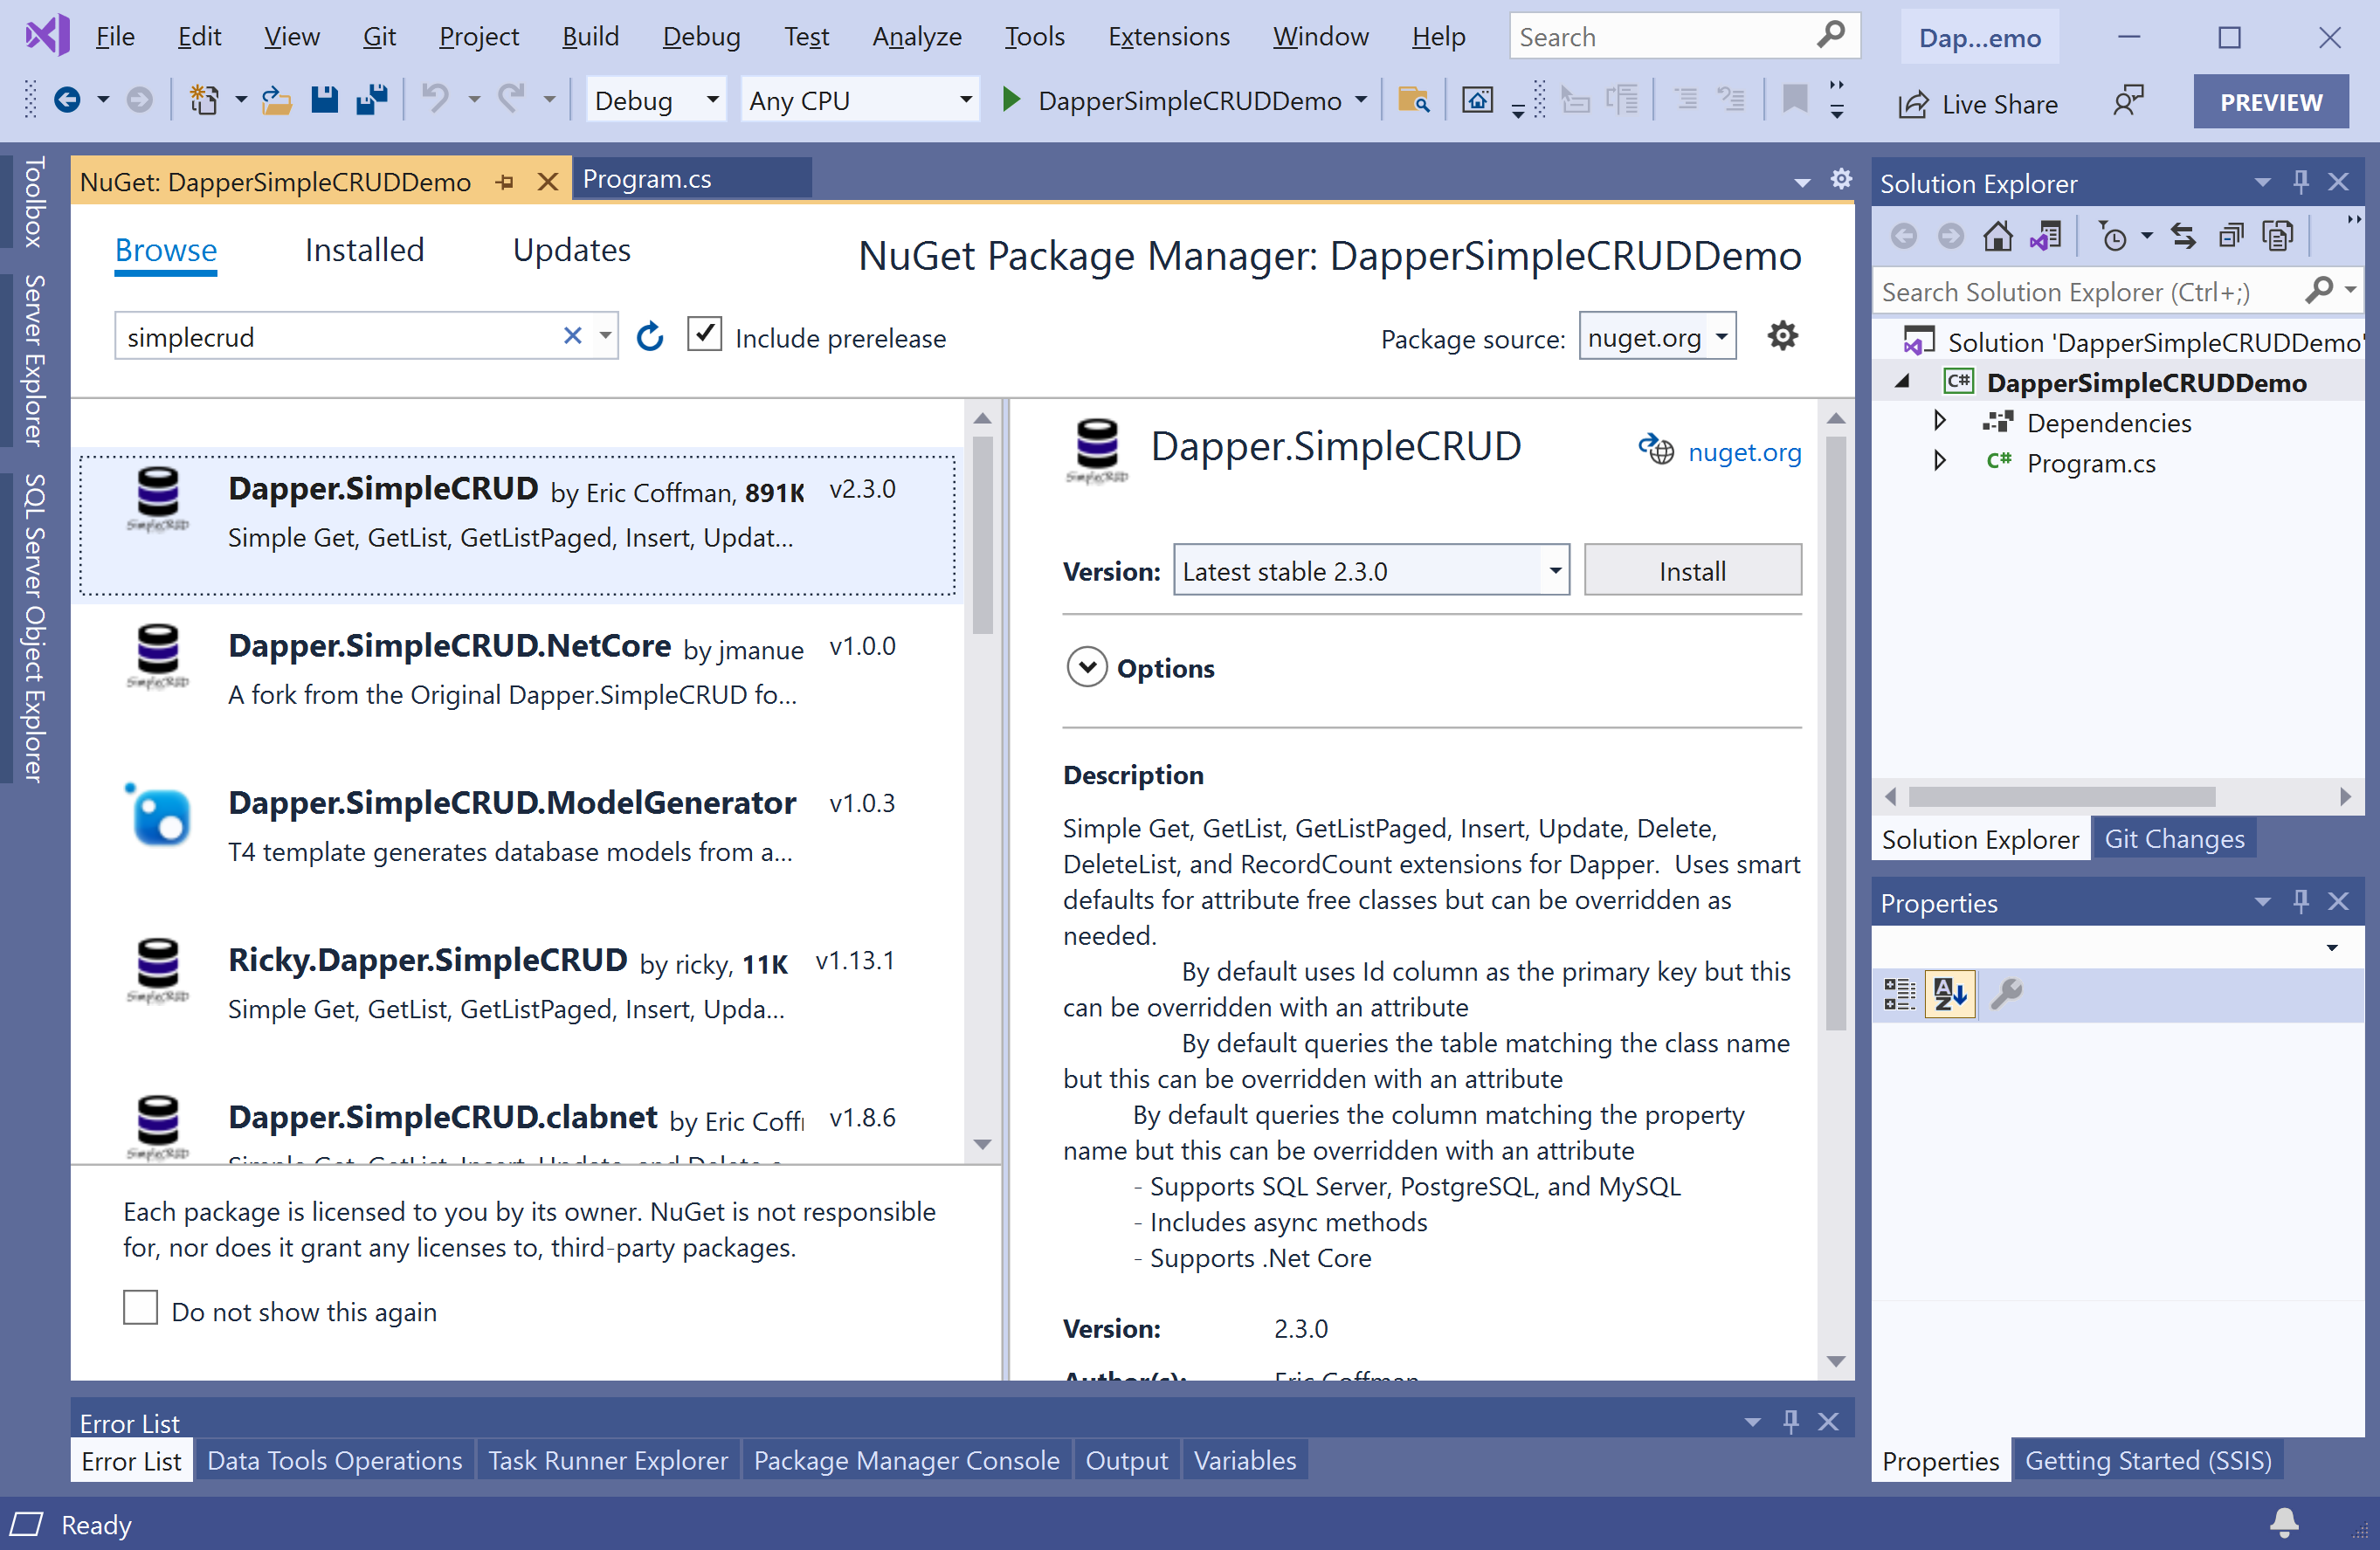 File Edit View Git Project Build Debug Test Analyze Tools Extensions Window Help Search Dap...emo
Debug Any CPU DapperSimpleCRUDDemo Live Share PREVIEW
Toolbox
Server Explorer
SQL Server Object Explorer
NuGet: DapperSimpleCRUDDemo Program.cs
Browse Installed Updates NuGet Package Manager: DapperSimpleCRUDDemo
simplecrud Include prerelease Package source: nuget.org
Dapper.SimpleCRUD by Eric Coffman, 891K v2.3.0
Simple Get, GetList, GetListPaged, Insert, Updat...
Dapper.SimpleCRUD.NetCore by jmanue v1.0.0
A fork from the Original Dapper.SimpleCRUD fo...
Dapper.SimpleCRUD.ModelGenerator v1.0.3
T4 template generates database models from a...
Ricky.Dapper.SimpleCRUD by ricky, 11K v1.13.1
Simple Get, GetList, GetListPaged, Insert, Upda...
Dapper.SimpleCRUD.clabnet by Eric Coff v1.8.6
Simple Get, GetList, Insert, Update, and Delete
Each package is licensed to you by its owner. NuGet is not responsible
for, nor does it grant any licenses to, third-party packages.
Do not show this again
Dapper.SimpleCRUD nuget.org
Version: Latest stable 2.3.0 Install
Options
Description
Simple Get, GetList, GetListPaged, Insert, Update, Delete,
DeleteList, and RecordCount extensions for Dapper. Uses smart
defaults for attribute free classes but can be overridden as
needed.
By default uses Id column as the primary key but this
can be overridden with an attribute
By default queries the table matching the class name
but this can be overridden with an attribute
By default queries the column matching the property
name but this can be overridden with an attribute
- Supports SQL Server, PostgreSQL, and MySQL
- Includes async methods
- Supports .Net Core
Version: 2.3.0
Author(s): Eric Coffman
Solution Explorer
Search Solution Explorer (Ctrl+;)
Solution 'DapperSimpleCRUDDemo'
C# DapperSimpleCRUDDemo
Dependencies
C# Program.cs
Solution Explorer Git Changes
Properties
Properties Getting Started (SSIS)
Error List
Error List Data Tools Operations Task Runner Explorer Package Manager Console Output Variables
Ready